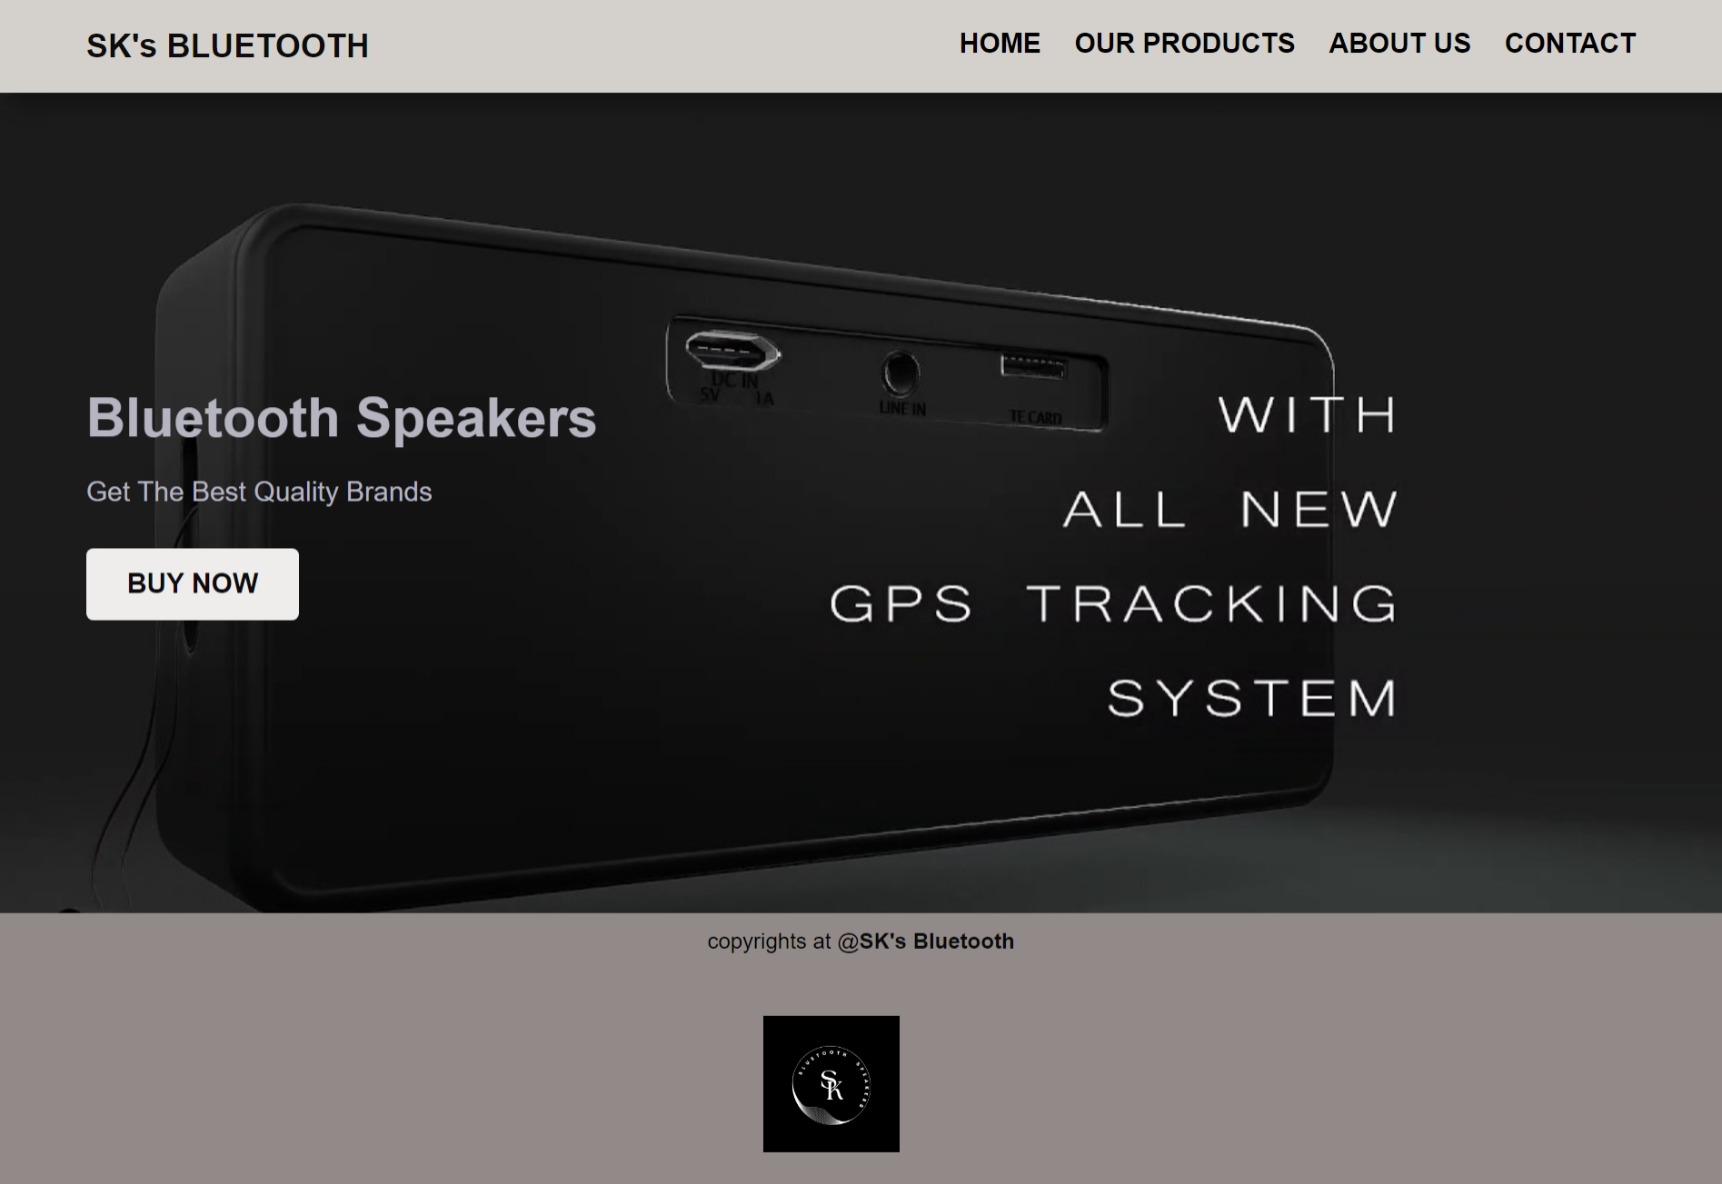 SK's BLUETOOTH
HOME OUR PRODUCTS ABOUT US CONTACT
DC IN
5V 1A
LINE IN
TF CARD
Bluetooth Speakers
Get The Best Quality Brands
BUY NOW
WITH
ALL NEW
GPS TRACKING
SYSTEM
copyrights at @SK's Bluetooth
BLUETOOTH SPEAKERS
SK